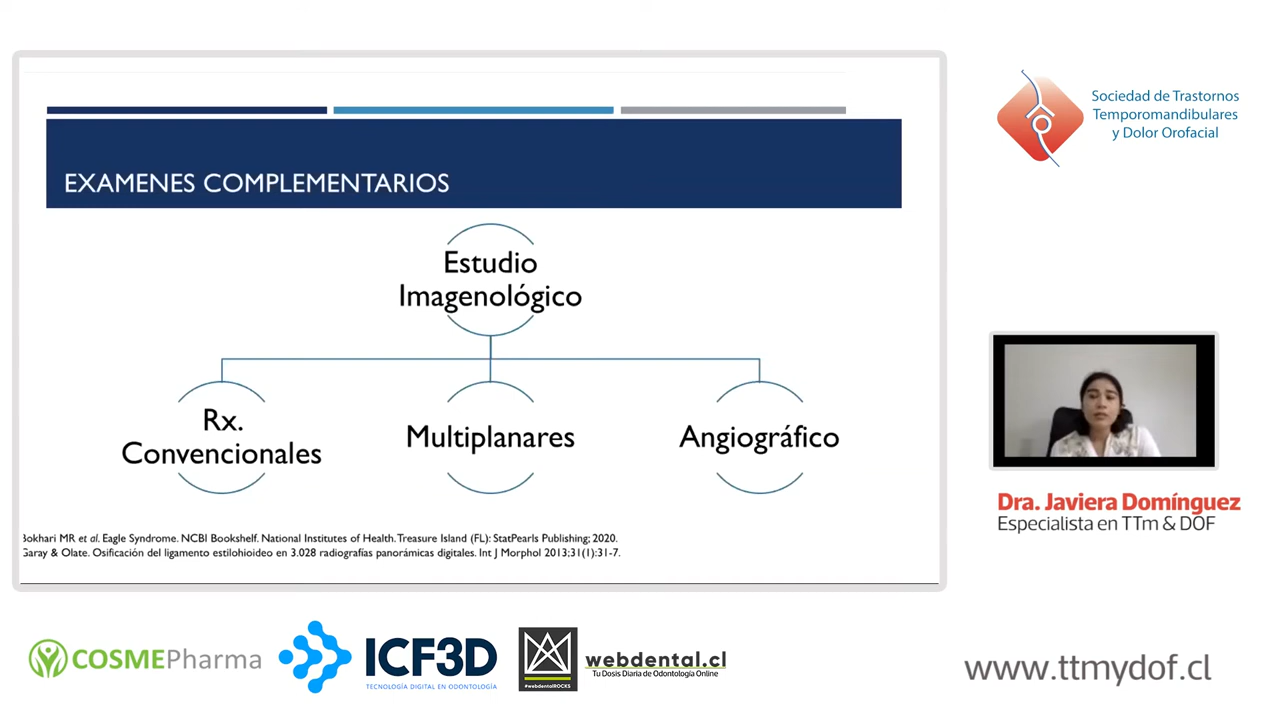 EXAMENES COMPLEMENTARIOS
Estudio
Imagenológico
Rx.
Convencionales
Multiplanares
Angiográfico
Bokhari MR et al. Eagle Syndrome. NCBI Bookshelf. National Institutes of Health. Treasure Island (FL): StatPearls Publishing; 2020.
Garay & Olate. Osificación del ligamento estilohioideo en 3.028 radiografías panorámicas digitales. Int J Morphol 2013;31(1):31-7.
Sociedad de Trastornos
Temporomandibulares
y Dolor Orofacial
Dra. Javiera Domínguez
Especialista en TTm & DOF
COSMEPharma
ICF3D
TECNOLOGÍA DIGITAL EN ODONTOLOGÍA
#webdentalROCKS
webdental.cl
Tu Dosis Diaria de Odontología Online
www.ttmydof.cl